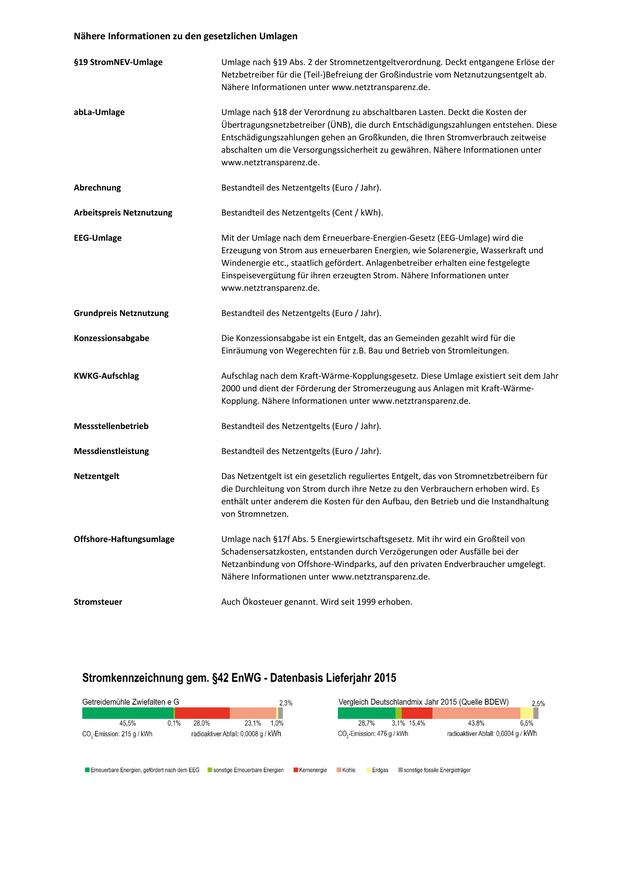 Nähere Informationen zu den gesetzlichen Umlagen
§19 StromNEV-Umlage
Umlage nach §19 Abs. 2 der Stromnetzentgeltverordnung. Deckt entgangene Erlöse der
Netzbetreiber für die (Teil-)Befreiung der Großindustrie vom Netznutzungsentgelt ab.
Nähere Informationen unter www.netztransparenz.de.
abLa-Umlage
Umlage nach §18 der Verordnung zu abschaltbaren Lasten. Deckt die Kosten der
Übertragungsnetzbetreiber (ÜNB), die durch Entschädigungszahlungen entstehen. Diese
Entschädigungszahlungen gehen an Großkunden, die Ihren Stromverbrauch zeitweise
abschalten um die Versorgungssicherheit zu gewähren. Nähere Informationen unter
www.netztransparenz.de.
Abrechnung
Bestandteil des Netzentgelts (Euro / Jahr).
Arbeitspreis Netznutzung
Bestandteil des Netzentgelts (Cent / kWh).
EEG-Umlage
Mit der Umlage nach dem Erneuerbare-Energien-Gesetz (EEG-Umlage) wird die
Erzeugung von Strom aus erneuerbaren Energien, wie Solarenergie, Wasserkraft und
Windenergie etc., staatlich gefördert. Anlagenbetreiber erhalten eine festgelegte
Einspeisevergütung für ihren erzeugten Strom. Nähere Informationen unter
www.netztransparenz.de.
Grundpreis Netznutzung
Bestandteil des Netzentgelts (Euro / Jahr).
Konzessionsabgabe
Die Konzessionsabgabe ist ein Entgelt, das an Gemeinden gezahlt wird für die
Einräumung von Wegerechten für z.B. Bau und Betrieb von Stromleitungen.
KWKG-Aufschlag
Aufschlag nach dem Kraft-Wärme-Kopplungsgesetz. Diese Umlage existiert seit dem Jahr
2000 und dient der Förderung der Stromerzeugung aus Anlagen mit Kraft-Wärme-
Kopplung. Nähere Informationen unter www.netztransparenz.de.
Messstellenbetrieb
Bestandteil des Netzentgelts (Euro / Jahr).
Messdienstleistung
Bestandteil des Netzentgelts (Euro / Jahr).
Netzentgelt
Das Netzentgelt ist ein gesetzlich reguliertes Entgelt, das von Stromnetzbetreibern für
die Durchleitung von Strom durch ihre Netze zu den Verbrauchern erhoben wird. Es
enthält unter anderem die Kosten für den Aufbau, den Betrieb und die Instandhaltung
von Stromnetzen.
Offshore-Haftungsumlage
Umlage nach §17f Abs. 5 Energiewirtschaftsgesetz. Mit ihr wird ein Großteil von
Schadensersatzkosten, entstanden durch Verzögerungen oder Ausfälle bei der
Netzanbindung von Offshore-Windparks, auf den privaten Endverbraucher umgelegt.
Nähere Informationen unter www.netztransparenz.de.
Stromsteuer
Auch Ökosteuer genannt. Wird seit 1999 erhoben.
Stromkennzeichnung gem. §42 EnWG - Datenbasis Lieferjahr 2015
Getreidemühle Zwiefalten e G
2,3%
45,5% 0,1% 28,0% 23,1% 1,0%
CO2-Emission: 215 g / kWh radioaktiver Abfall: 0,0008 g / kWh
Vergleich Deutschlandmix Jahr 2015 (Quelle BDEW)
2,5%
28,7% 3,1% 15,4% 43,8% 6,5%
CO2-Emission: 476 g / kWh radioaktiver Abfall: 0,0004 g / kWh
Erneuerbare Energien, gefördert nach dem EEG sonstige Erneuerbare Energien Kernenergie Kohle Erdgas sonstige fossile Energieträger